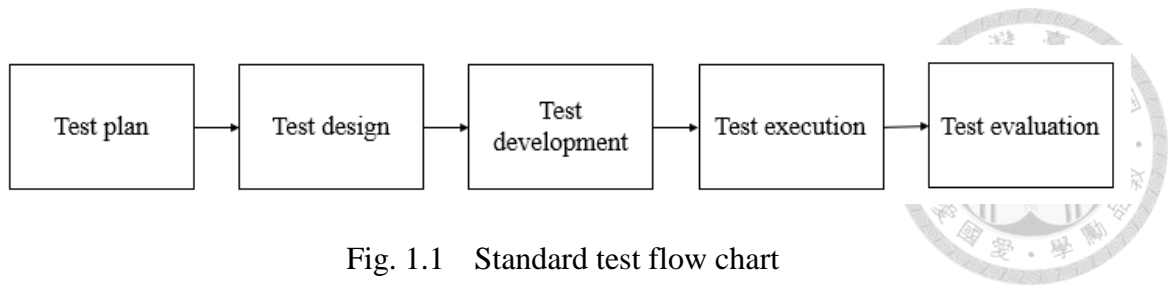 Test plan
Test design
Test
development
Test execution
Test evaluation
Fig. 1.1 Standard test flow chart